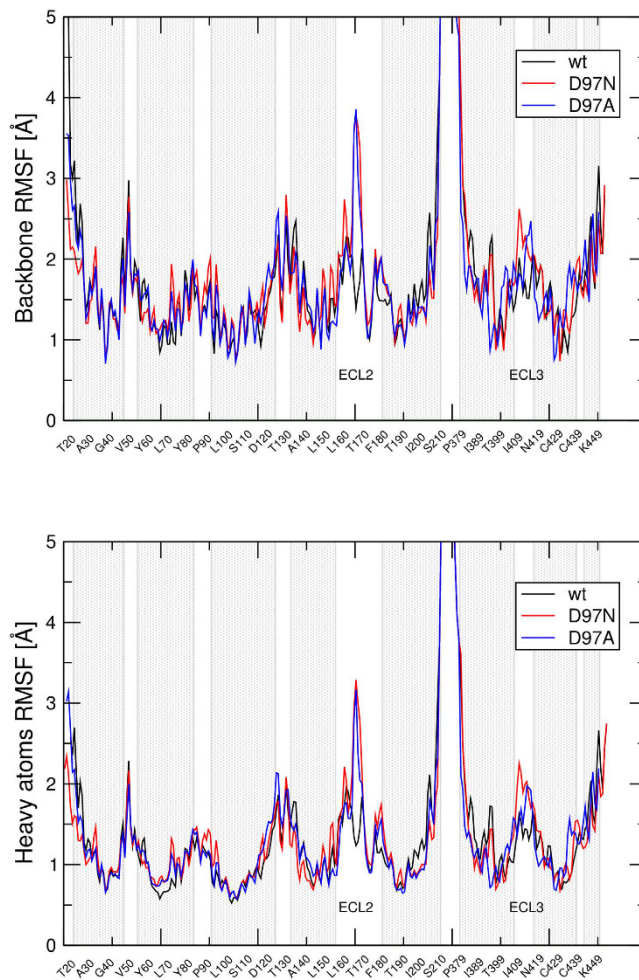 5
4
3
2
1
0
Backbone RMSF [Å]
wt
D97N
D97A
ECL2
ECL3
T20 A30 G40 V50 Y60 L70 Y80 P90 L100 S110 D120 T130 A140 L150 L160 T170 F180 T190 I200 S210 P379 I389 T399 I409 N419 C429 C439 K449
5
4
3
2
1
0
Heavy atoms RMSF [Å]
wt
D97N
D97A
ECL2
ECL3
T20 A30 G40 V50 Y60 L70 Y80 P90 L100 S110 D120 T130 A140 L150 L160 T170 F180 T190 I200 S210 P379 I389 T399 I409 N419 C429 C439 K449